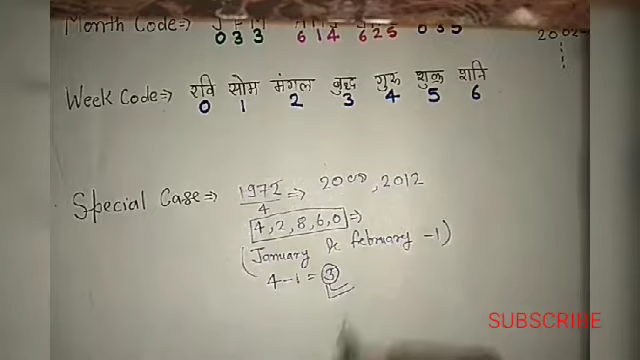 Month Code ⇒
0 3 3 6 1 4 6 2 5 0 3 5
2002
Week Code ⇒ रवि सोम मंगल बुद्ध गुरु शुक्र शनि
0 1 2 3 4 5 6
Special Case ⇒ 1972/4 ⇒ 2000, 2012
4, 2, 8, 6, 0 ⇒
(January & February -1)
4-1 = 3
SUBSCRIBE